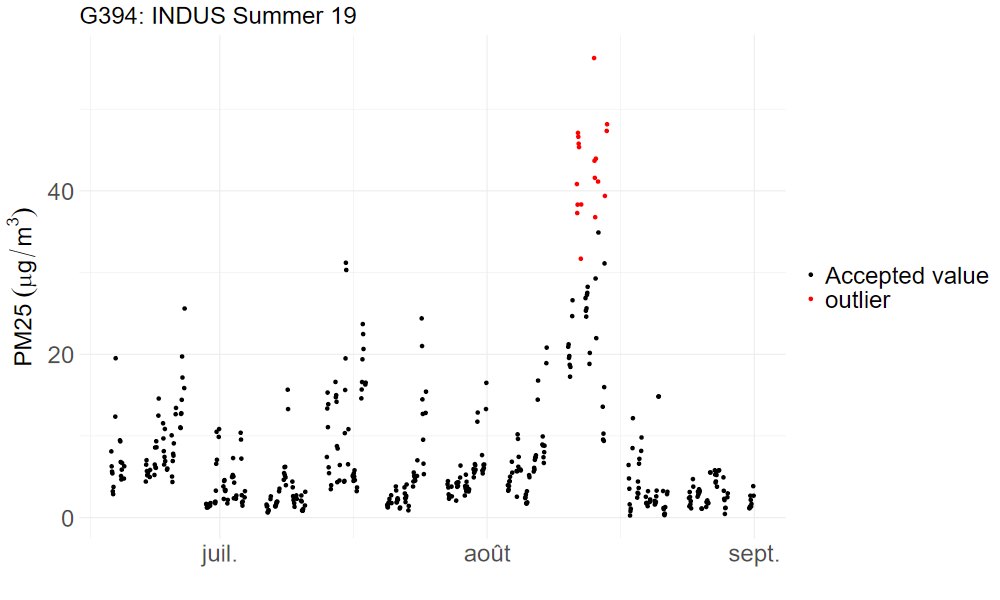 G394: INDUS Summer 19
PM25 (μg/m³)
40
20
0
juil.
août
sept.
Accepted value
outlier